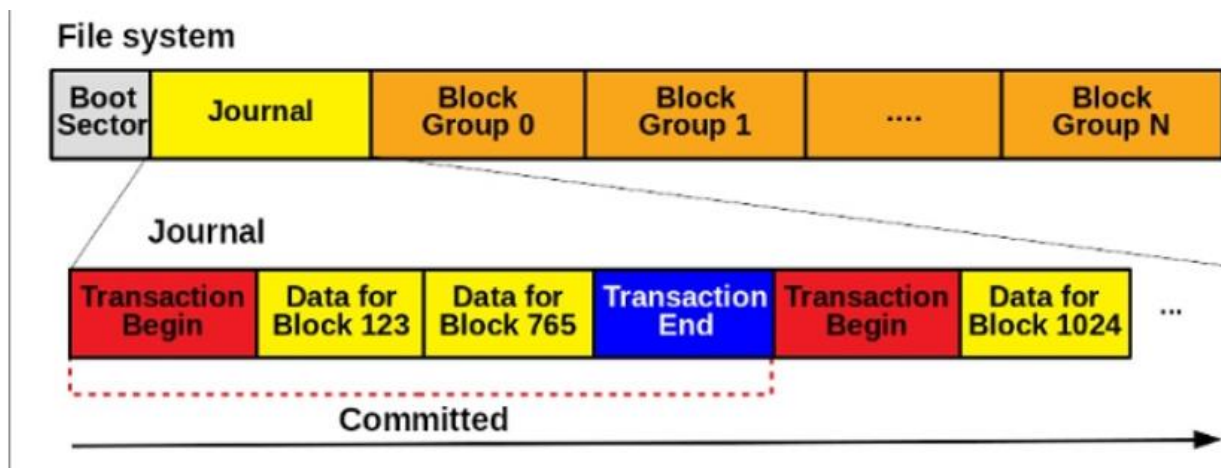 File system
Boot
Sector
Journal
Block
Group 0
Block
Group 1
....
Block
Group N
Journal
Transaction
Begin
Data for
Block 123
Data for
Block 765
Transaction
End
Transaction
Begin
Data for
Block 1024
...
Committed